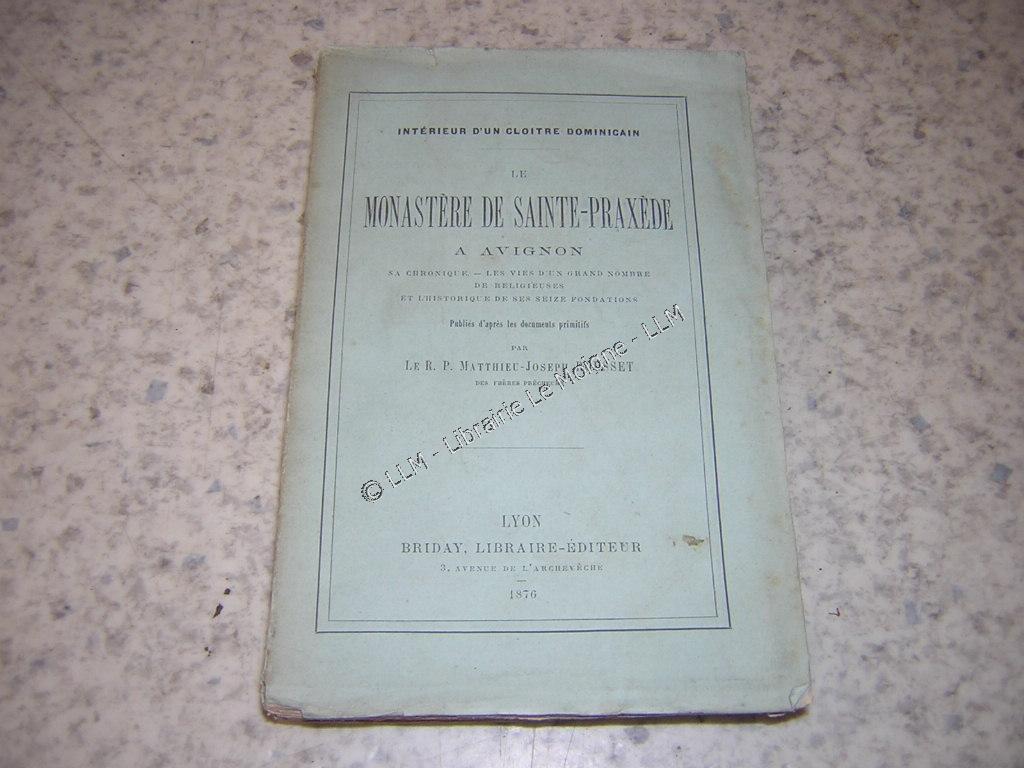 INTÉRIEUR D'UN CLOITRE DOMINICAIN
LE
MONASTÈRE DE SAINTE-PRAXÈDE
A AVIGNON
SA CHRONIQUE. — LES VIES D'UN GRAND NOMBRE
DE RELIGIEUSES
ET L'HISTORIQUE DE SES SEIZE FONDATIONS
Publiés d'après les documents primitifs
PAR
LE R. P. MATTHIEU-JOSEPH
DES FRÈRES PRÊCHEURS
© LLM - Librairie Le Moigne - LLM
LYON
BRIDAY, LIBRAIRE-ÉDITEUR
3, AVENUE DE L'ARCHEVÊCHÉ
1876